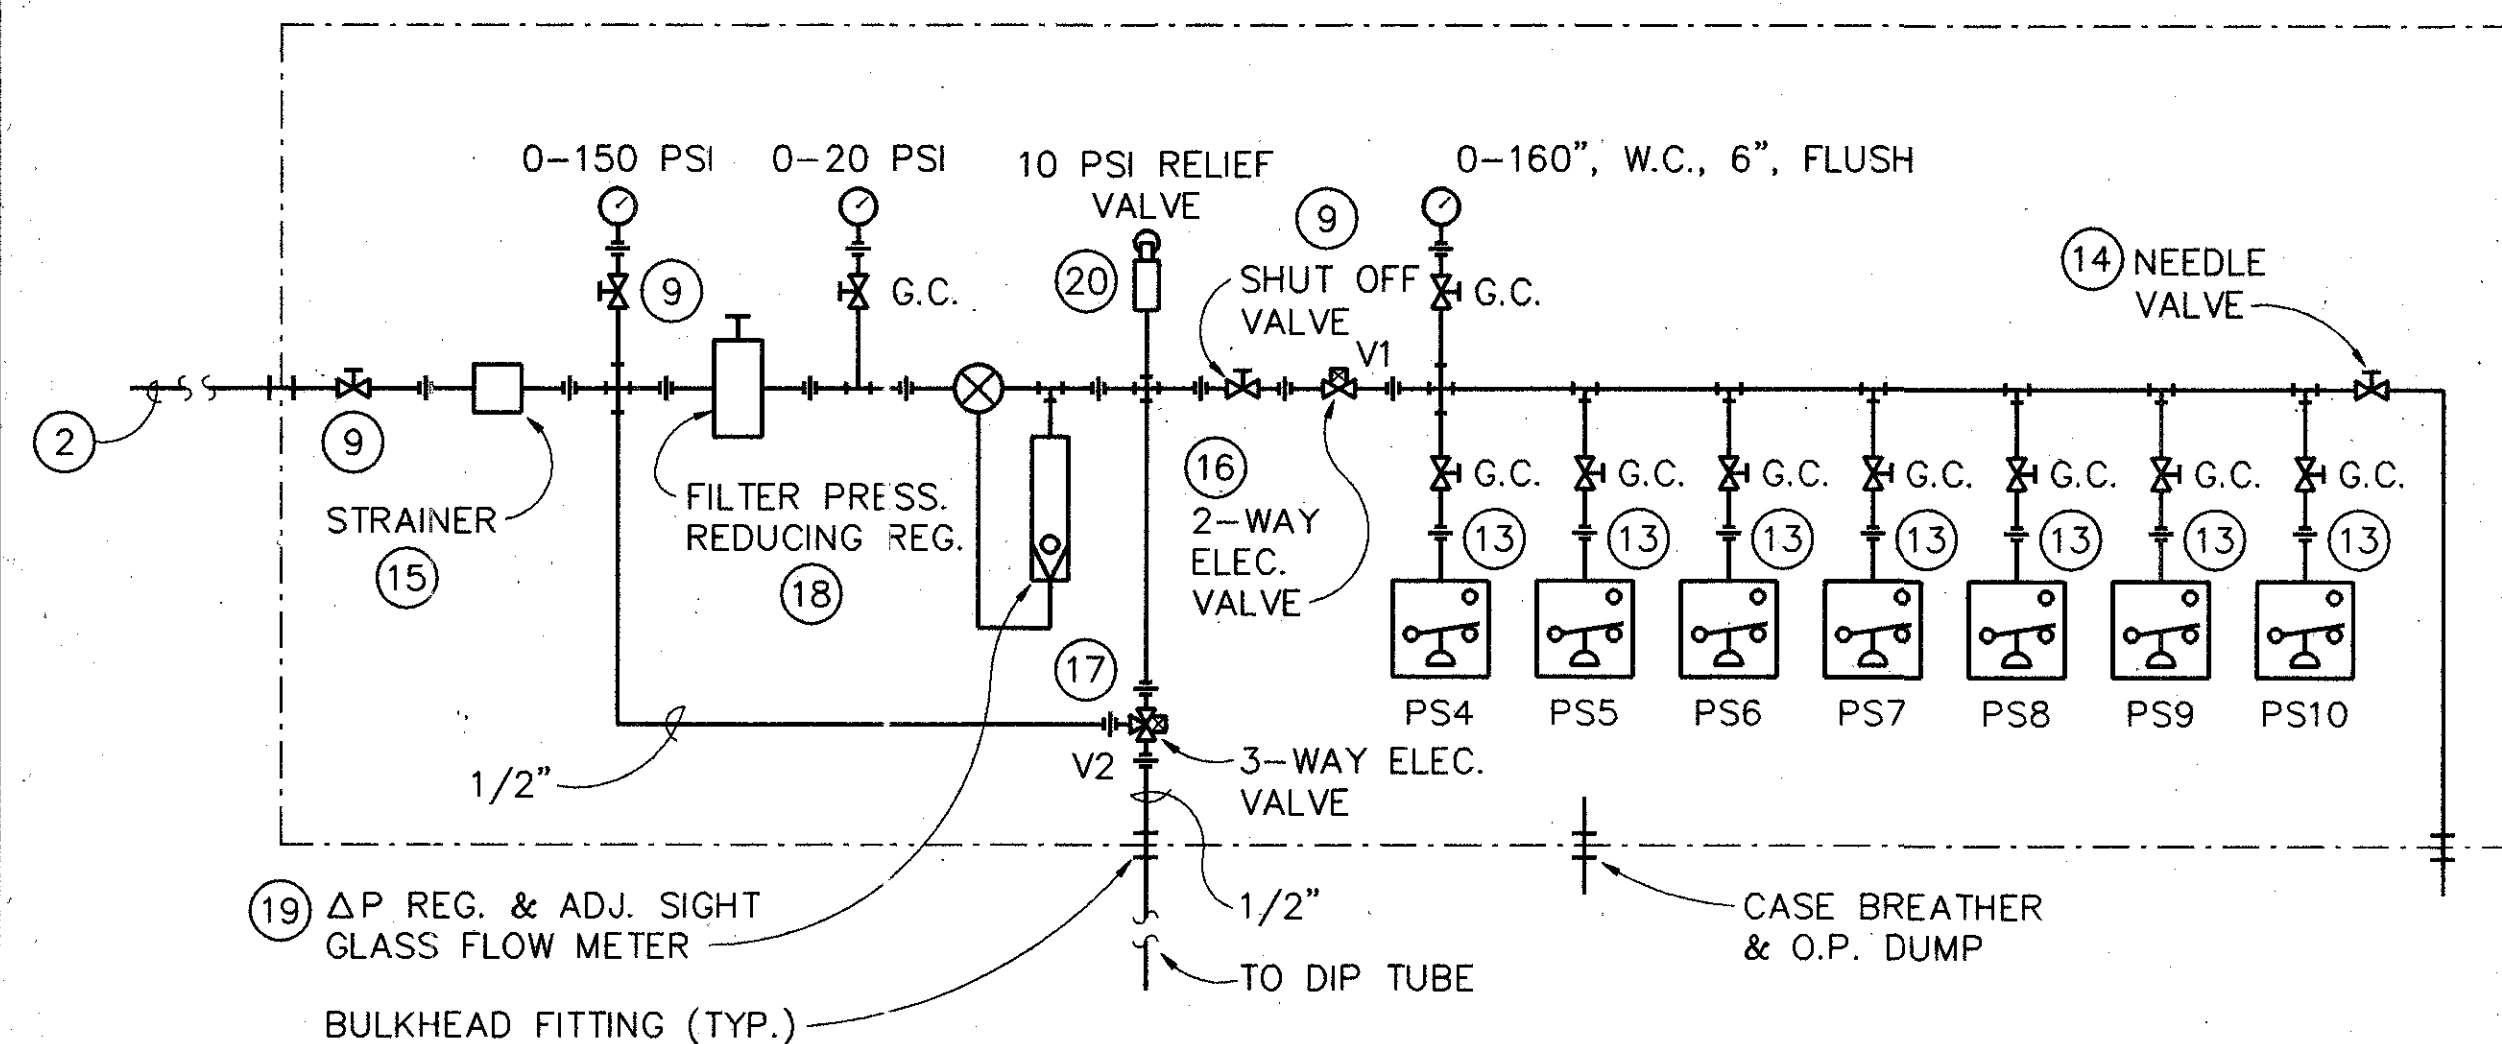 0-150 PSI
0-20 PSI
10 PSI RELIEF
VALVE
0-160", W.C., 6", FLUSH
9
20
9
G.C.
SHUT OFF
VALVE
G.C.
14
NEEDLE
VALVE
V1
2
9
STRAINER
15
FILTER PRESS.
REDUCING REG.
18
16
2-WAY
ELEC.
VALVE
G.C.
G.C.
G.C.
G.C.
G.C.
G.C.
G.C.
13
13
13
13
13
13
13
PS4
PS5
PS6
PS7
PS8
PS9
PS10
17
V2
3-WAY ELEC.
VALVE
1/2"
19
ΔP REG. & ADJ. SIGHT
GLASS FLOW METER
1/2"
CASE BREATHER
& O.P. DUMP
TO DIP TUBE
BULKHEAD FITTING (TYP.)